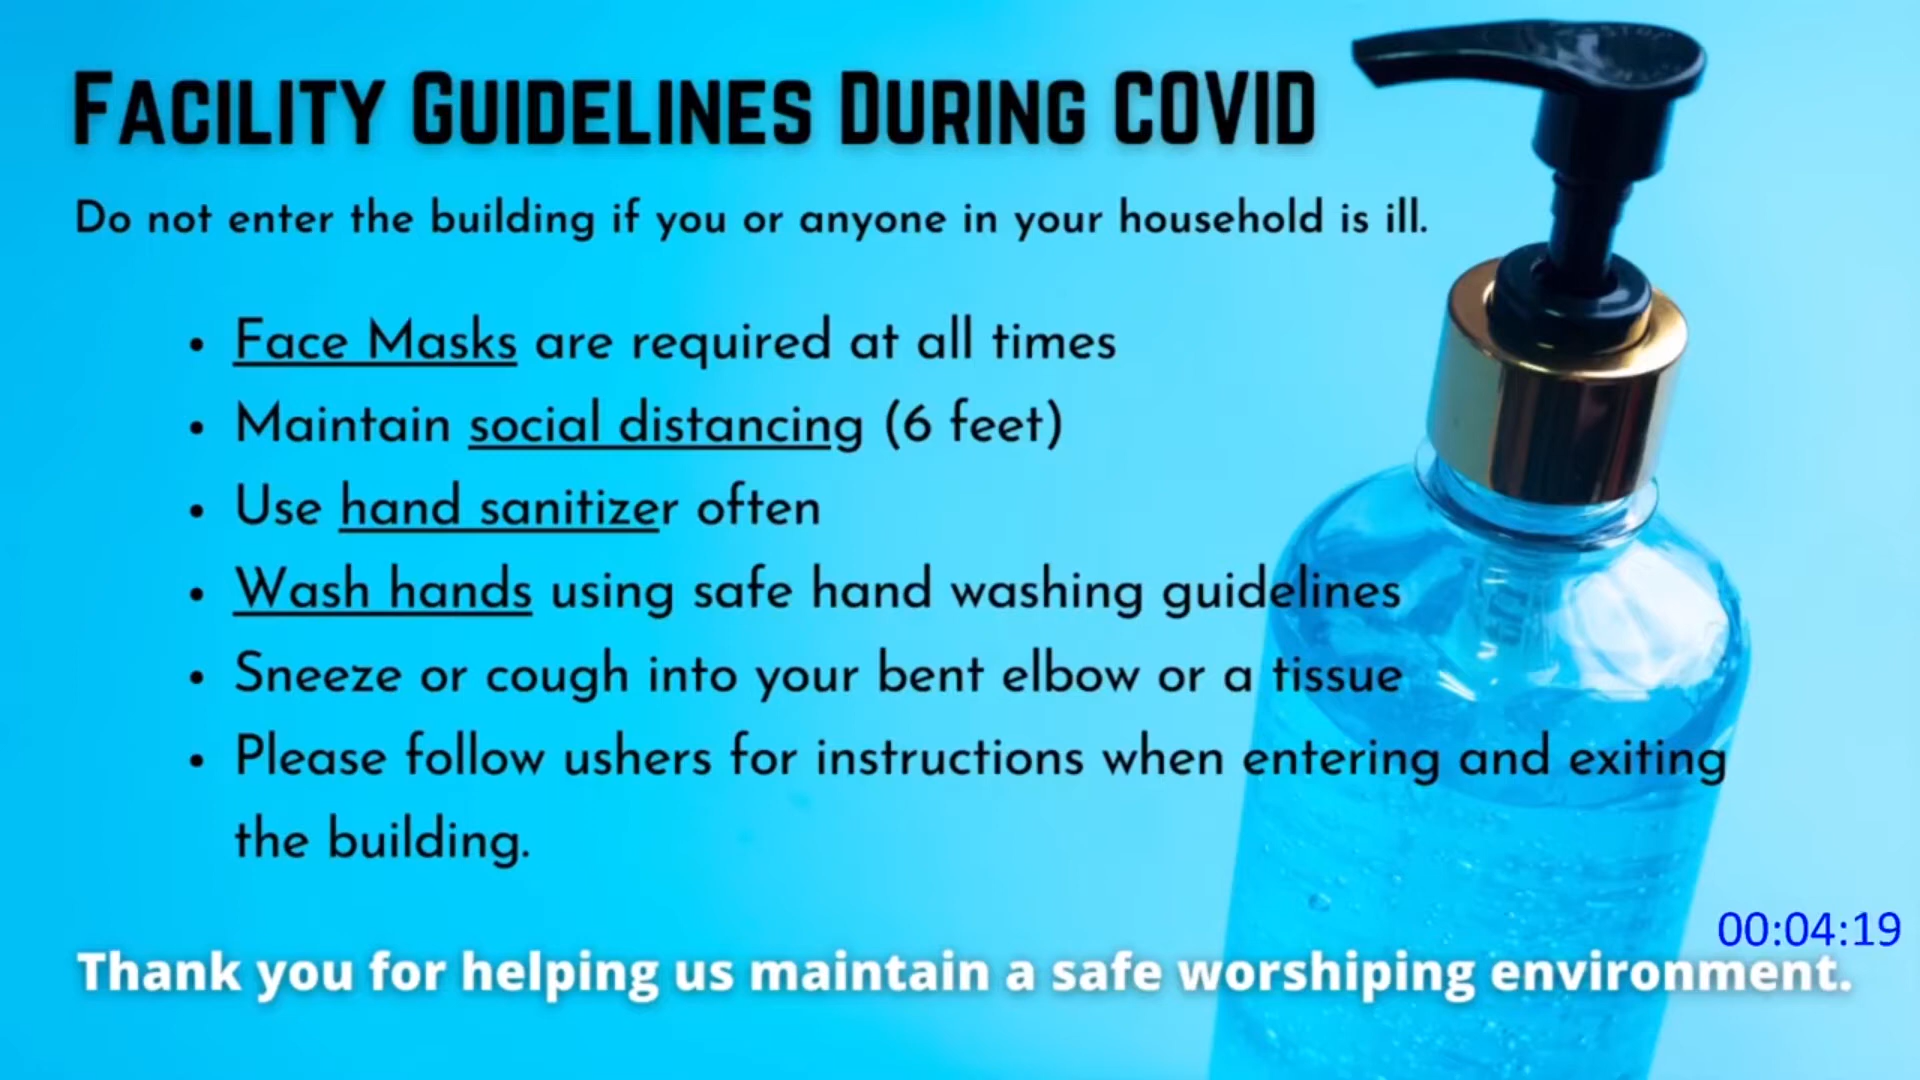 Facility Guidelines During COVID
Do not enter the building if you or anyone in your household is ill.
• Face Masks are required at all times
• Maintain social distancing (6 feet)
• Use hand sanitizer often
• Wash hands using safe hand washing guidelines
• Sneeze or cough into your bent elbow or a tissue
• Please follow ushers for instructions when entering and exiting
the building.
00:04:19
Thank you for helping us maintain a safe worshiping environment.